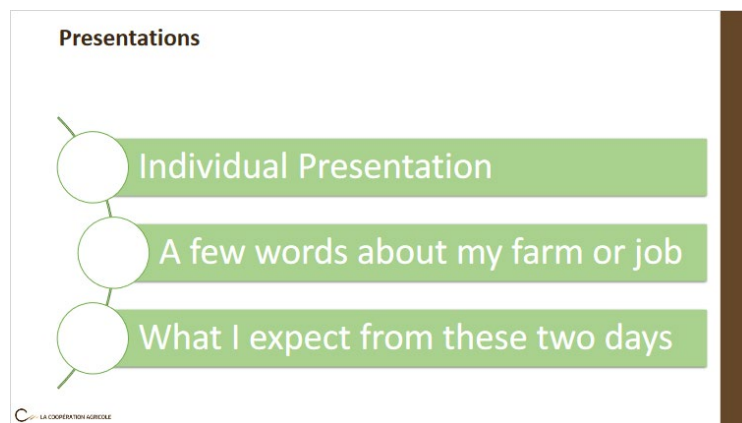 Presentations
Individual Presentation
A few words about my farm or job
What I expect from these two days
LA COOPÉRATION AGRICOLE